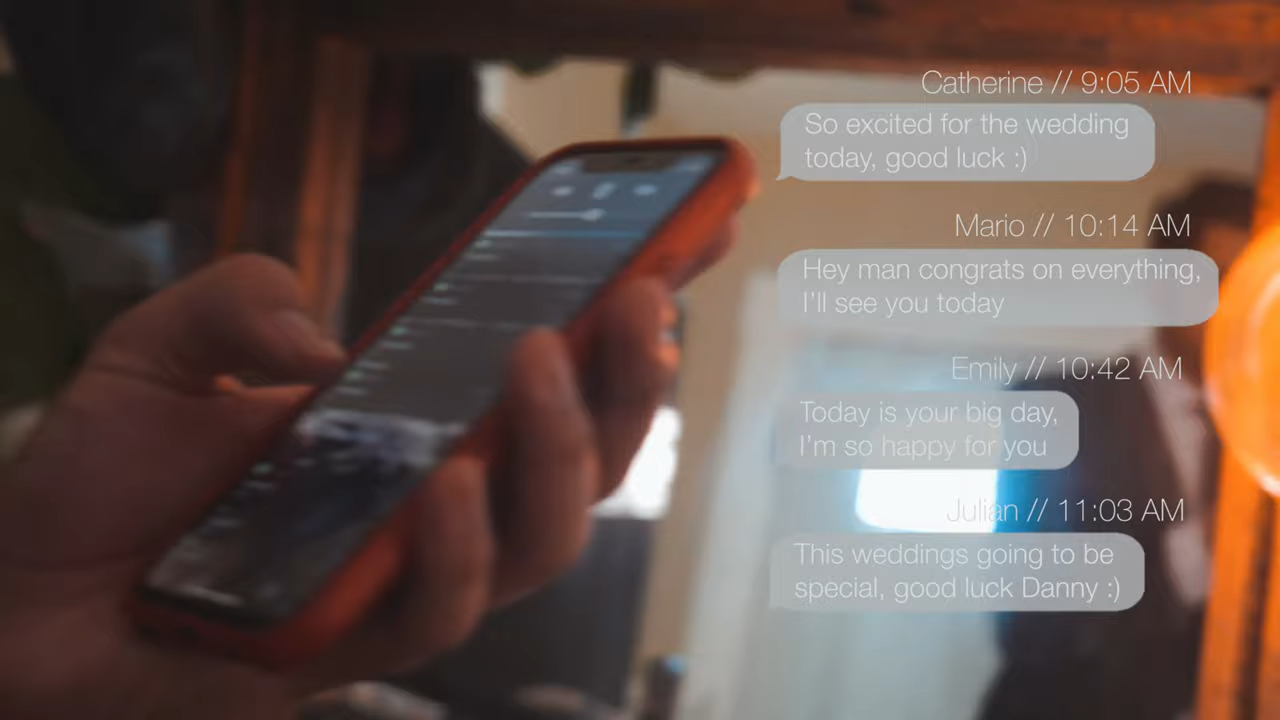 Catherine // 9:05 AM
So excited for the wedding
today, good luck :)
Mario // 10:14 AM
Hey man congrats on everything,
I'll see you today
Emily // 10:42 AM
Today is your big day,
I'm so happy for you
Julian // 11:03 AM
This weddings going to be
special, good luck Danny :)